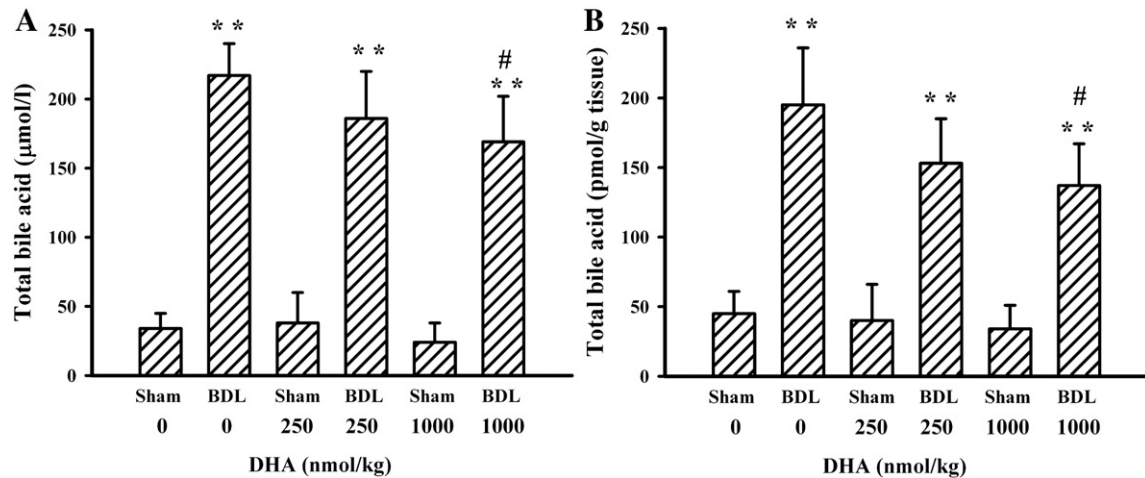 A
Total bile acid (μmol/l)
250
200
150
100
50
0
* *
* *
#
* *
Sham BDL Sham BDL Sham BDL
0 0 250 250 1000 1000
DHA (nmol/kg)
B
Total bile acid (pmol/g tissue)
250
200
150
100
50
0
* *
* *
#
* *
Sham BDL Sham BDL Sham BDL
0 0 250 250 1000 1000
DHA (nmol/kg)